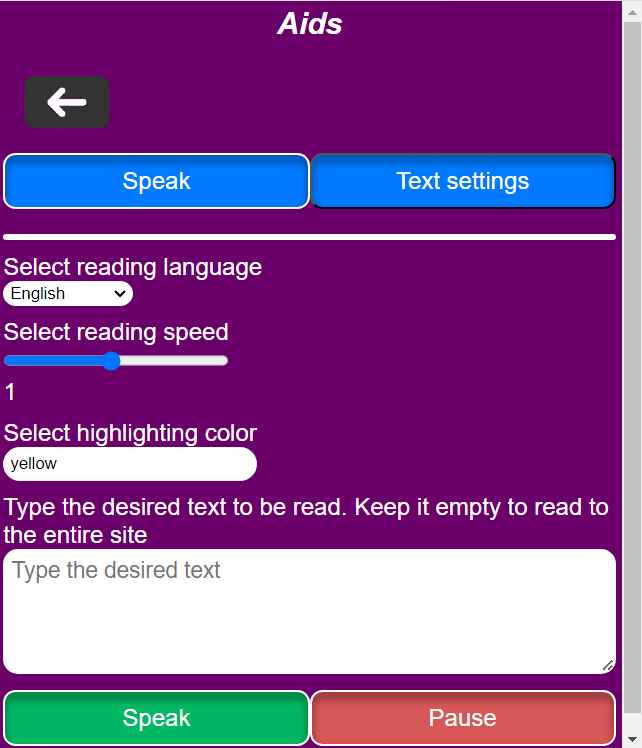 Aids
Speak
Text settings
Select reading language
English
Select reading speed
1
Select highlighting color
yellow
Type the desired text to be read. Keep it empty to read to
the entire site
Type the desired text
Speak
Pause